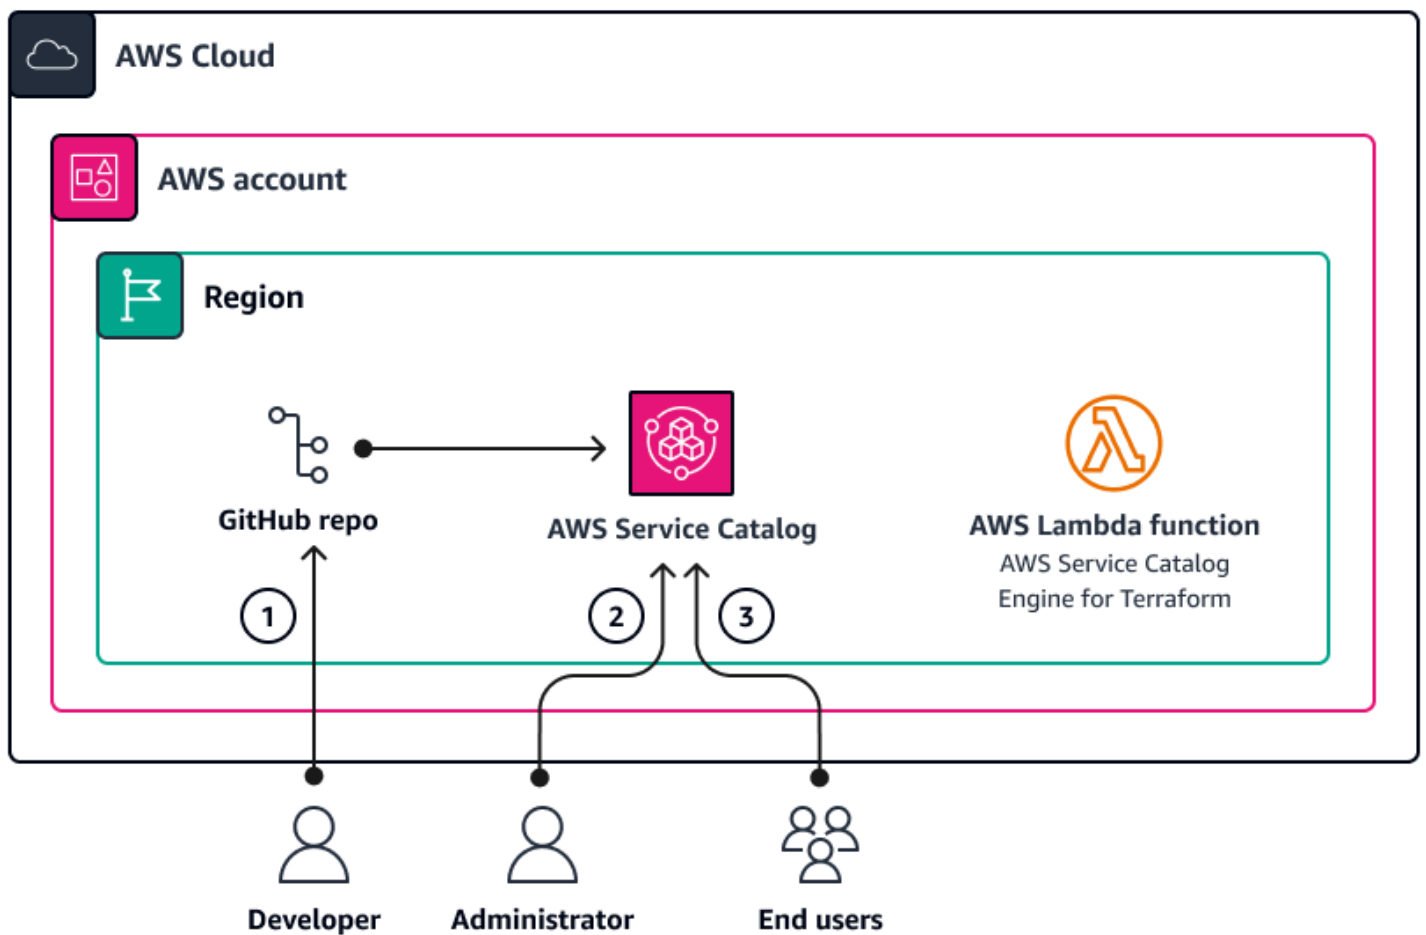 AWS Cloud
AWS account
Region
GitHub repo
AWS Service Catalog
AWS Lambda function
AWS Service Catalog
Engine for Terraform
1
2
3
Developer
Administrator
End users